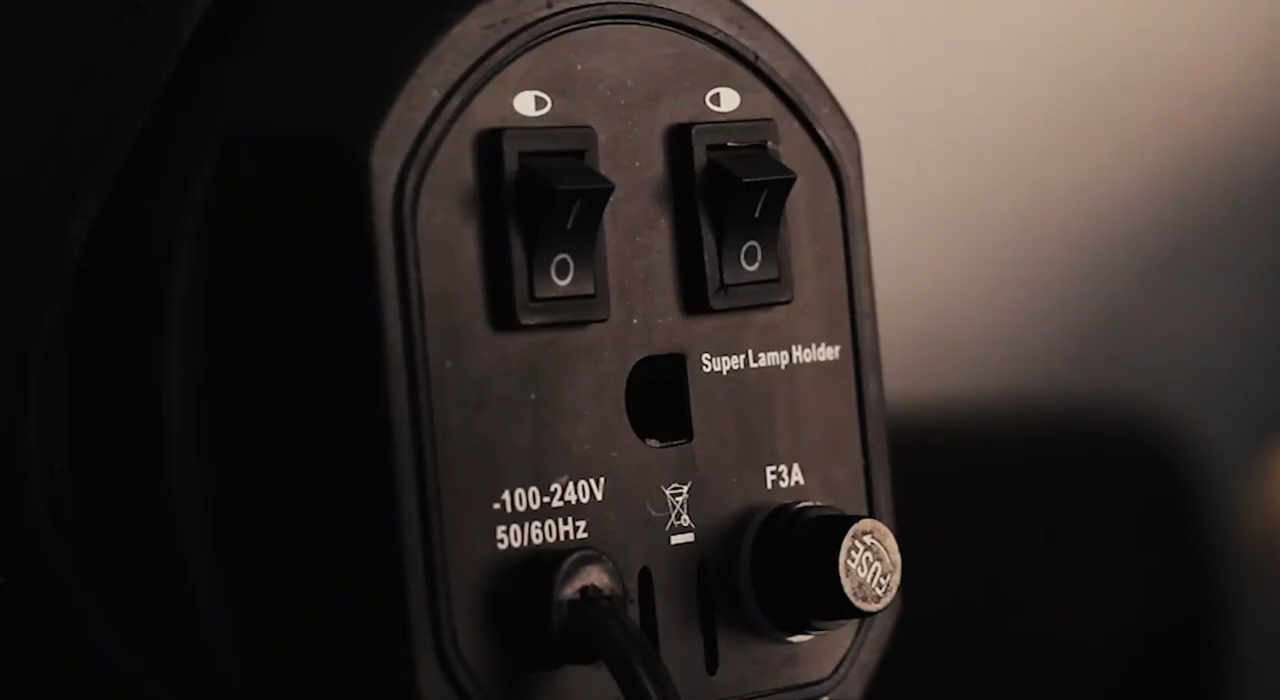 I I
O O
Super Lamp Holder
F3A
-100-240V
50/60Hz
FUSE